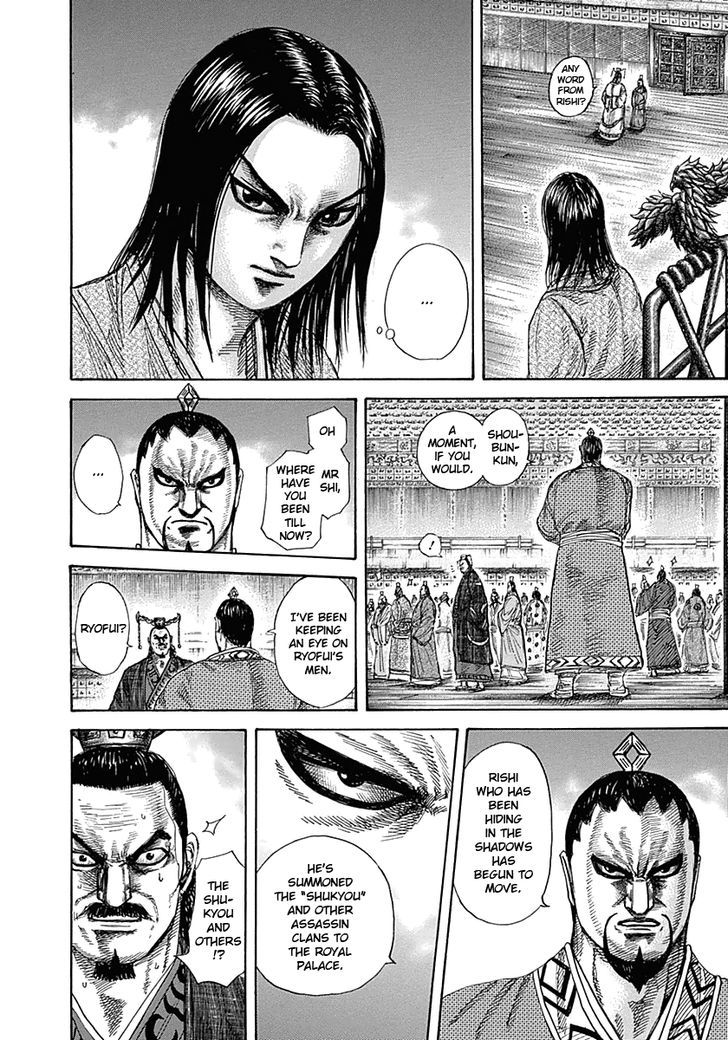 ANY
WORD
FROM
RISHI?
...
...
SHOU-
BUN-
KUN,
A
MOMENT,
IF YOU
WOULD.
!
OH
MR
SHI,
WHERE
HAVE
YOU
BEEN
TILL
NOW?
...
I'VE BEEN
KEEPING
AN EYE ON
RYOFUI'S
MEN.
RYOFUI?
RISHI
WHO HAS
BEEN
HIDING
IN THE
SHADOWS
HAS
BEGUN TO
MOVE.
HE'S
SUMMONED
THE "SHUKYOU"
AND OTHER
ASSASSIN
CLANS TO
THE ROYAL
PALACE.
THE
SHU-
KYOU
AND
OTHERS
!?